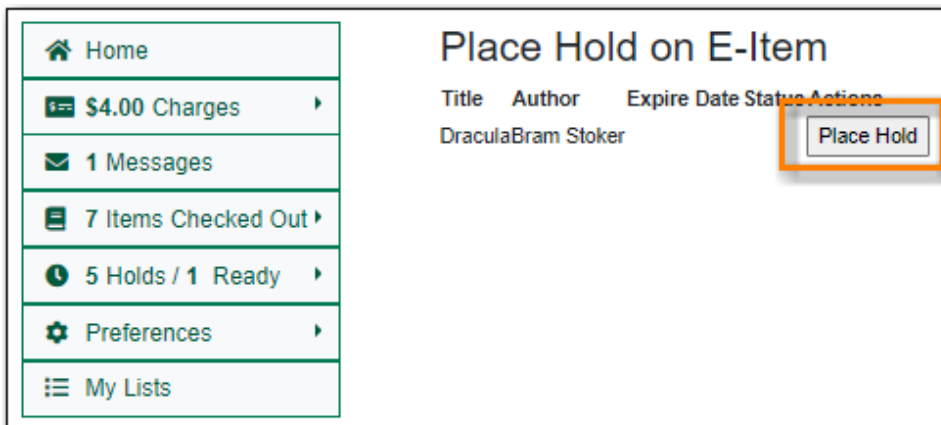 Home
$4.00 Charges
1 Messages
7 Items Checked Out
5 Holds / 1 Ready
Preferences
My Lists
Place Hold on E-Item
Title Author Expire Date Status Actions
DraculaBram Stoker Place Hold